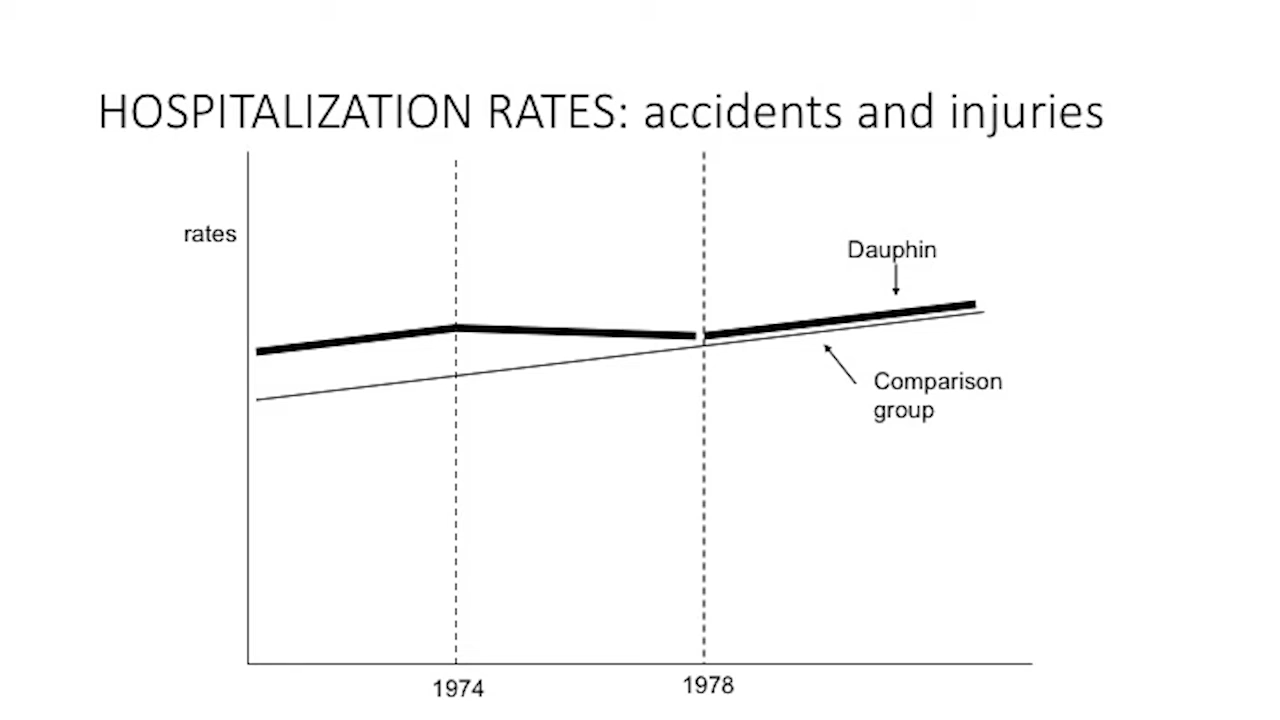 HOSPITALIZATION RATES: accidents and injuries
rates
Dauphin
Comparison
group
1974
1978